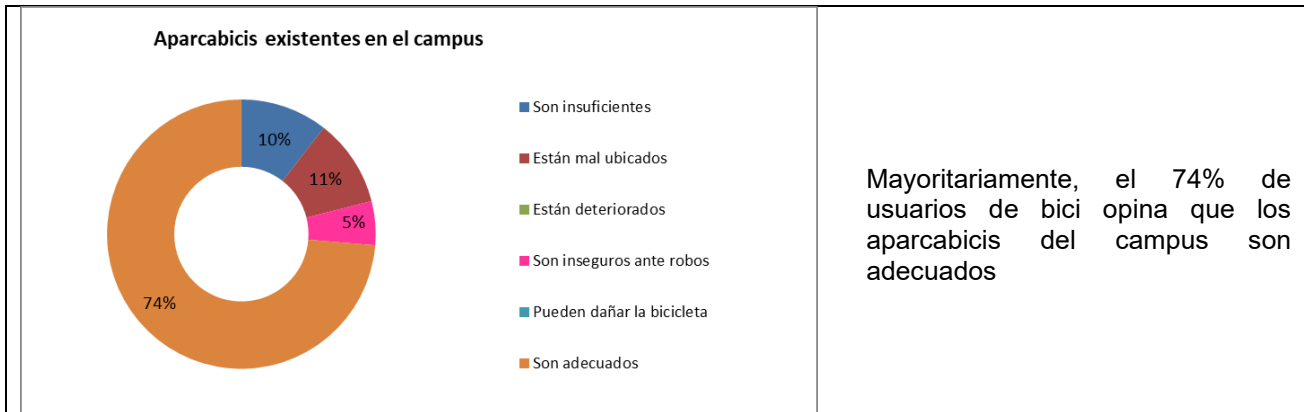 Aparcabicis existentes en el campus
10%
11%
5%
74%
Son insuficientes
Están mal ubicados
Están deteriorados
Son inseguros ante robos
Pueden dañar la bicicleta
Son adecuados
Mayoritariamente, el 74% de
usuarios de bici opina que los
aparcabicis del campus son
adecuados